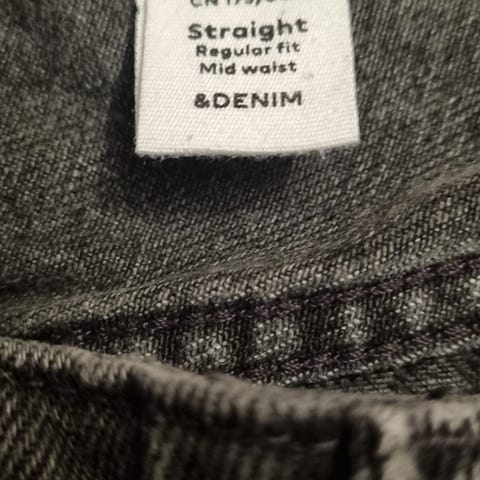 Straight
Regular fit
Mid waist
&DENIM